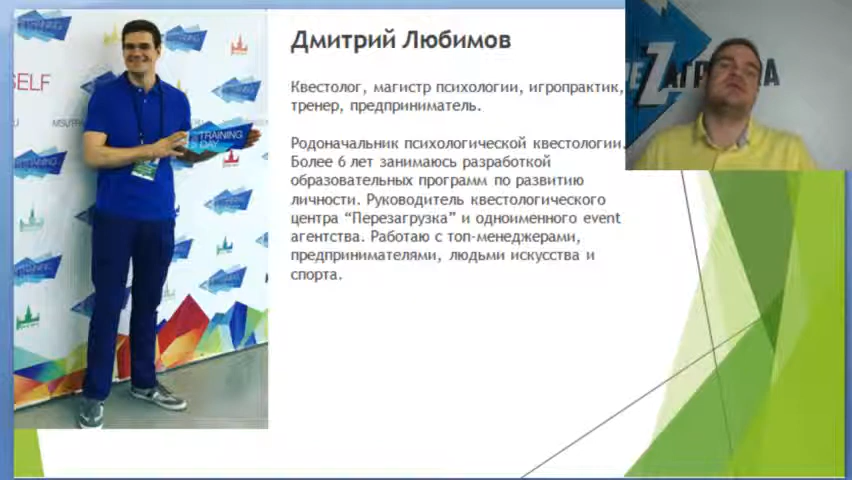 Дмитрий Любимов
Квестолог, магистр психологии, игропрактик,
тренер, предприниматель.
Родоначальник психологической квестологии.
Более 6 лет занимаюсь разработкой
образовательных программ по развитию
личности. Руководитель квестологического
центра “Перезагрузка” и одноименного event
агентства. Работаю с топ-менеджерами,
предпринимателями, людьми искусства и
спорта.
SELF
TRAINING
DAY